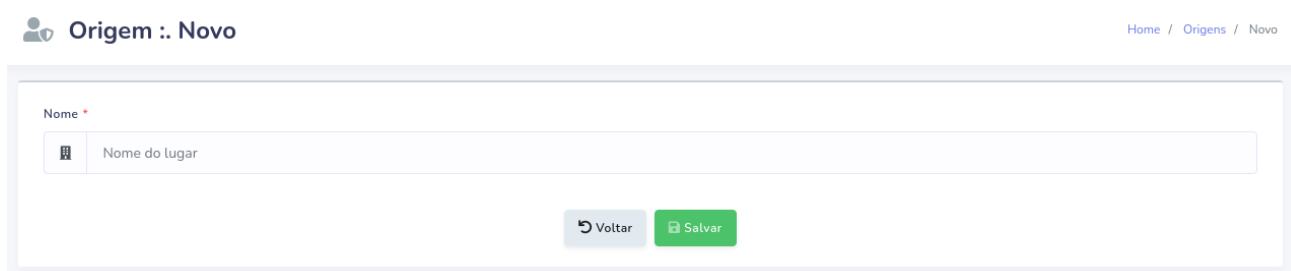 Origem :. Novo
Home / Origens / Novo
Nome *
Nome do lugar
Voltar
Salvar